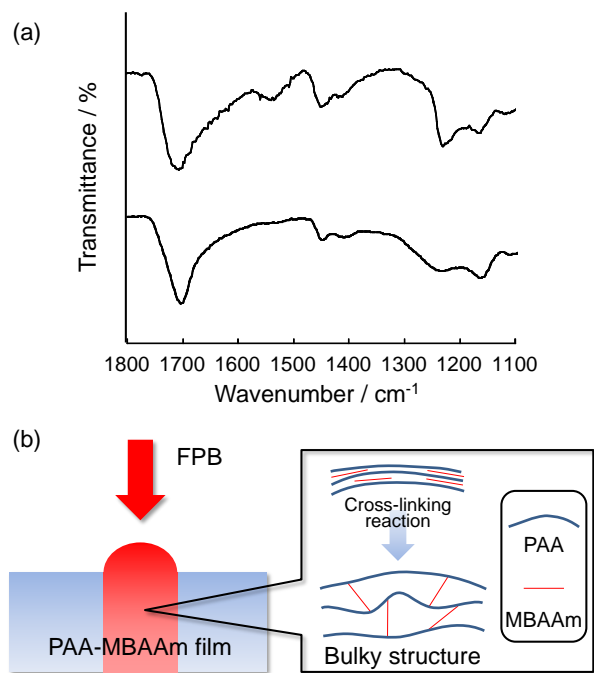 (a)
Transmittance / %
1800 1700 1600 1500 1400 1300 1200 1100
Wavenumber / cm⁻¹
(b)
FPB
PAA-MBAAm film
Cross-linking
reaction
Bulky structure
PAA
MBAAm